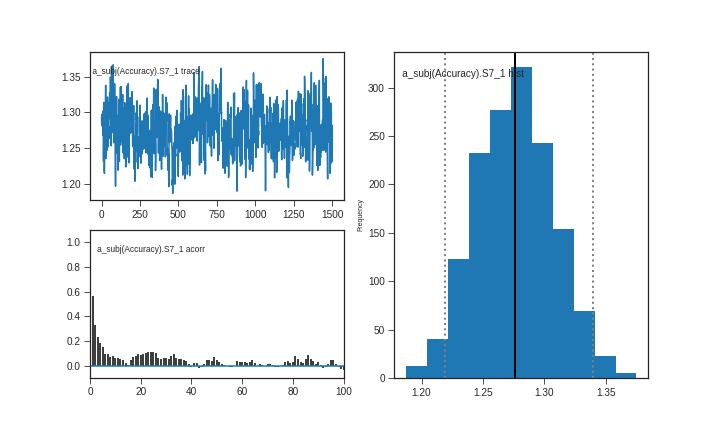 a_subj(Accuracy).S7_1 trace
1.35
1.30
1.25
1.20
0 250 500 750 1000 1250 1500
a_subj(Accuracy).S7_1 acorr
1.0
0.8
0.6
0.4
0.2
0.0
0 20 40 60 80 100
a_subj(Accuracy).S7_1 hist
Frequency
300
250
200
150
100
50
0
1.20 1.25 1.30 1.35